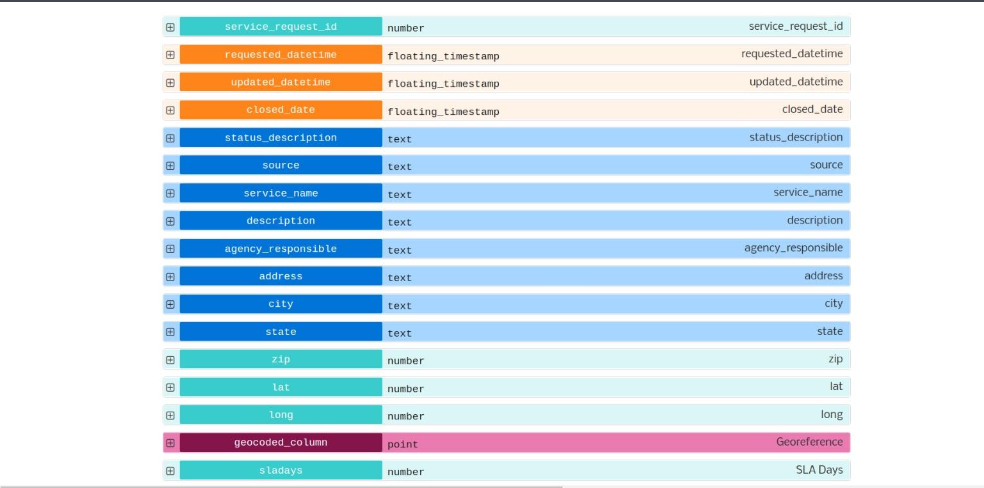 service_request_id number service_request_id
requested_datetime floating_timestamp requested_datetime
updated_datetime floating_timestamp updated_datetime
closed_date floating_timestamp closed_date
status_description text status_description
source text source
service_name text service_name
description text description
agency_responsible text agency_responsible
address text address
city text city
state text state
zip number zip
lat number lat
long number long
geocoded_column point Georeference
sladays number SLA Days